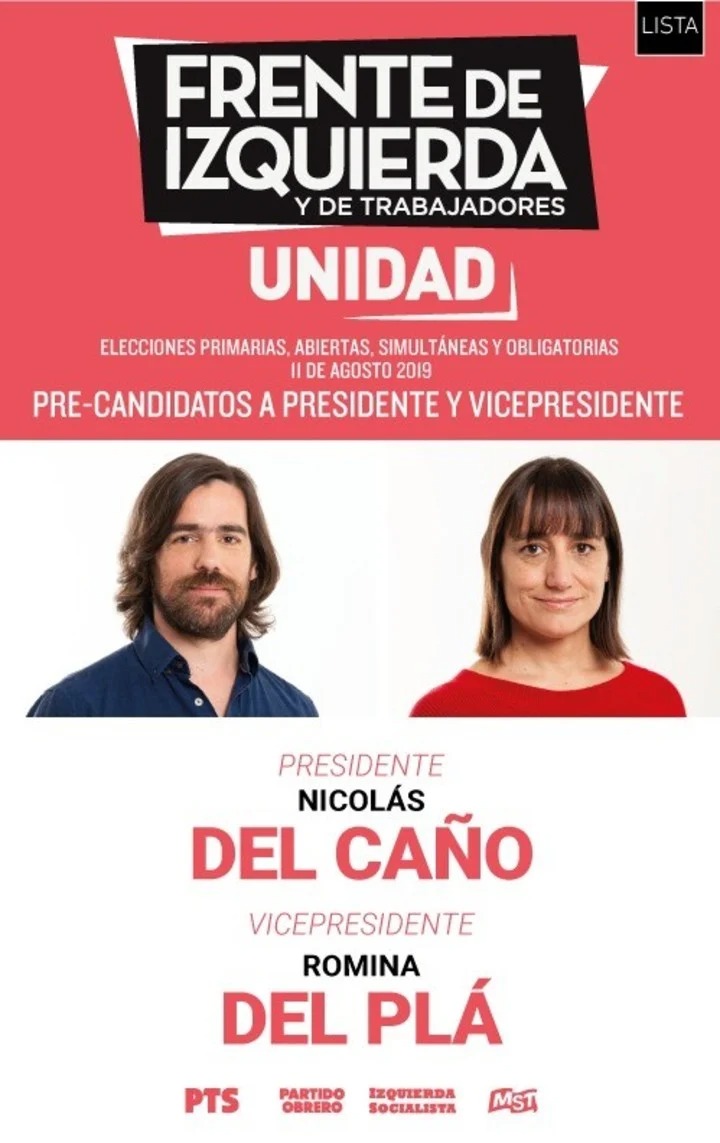 LISTA
FRENTE DE
IZQUIERDA
Y DE TRABAJADORES
UNIDAD
ELECCIONES PRIMARIAS, ABIERTAS, SIMULTÁNEAS Y OBLIGATORIAS
11 DE AGOSTO 2019
PRE-CANDIDATOS A PRESIDENTE Y VICEPRESIDENTE
PRESIDENTE
NICOLÁS
DEL CAÑO
VICEPRESIDENTE
ROMINA
DEL PLÁ
PTS
PARTIDO
OBRERO
IZQUIERDA
SOCIALISTA
MST